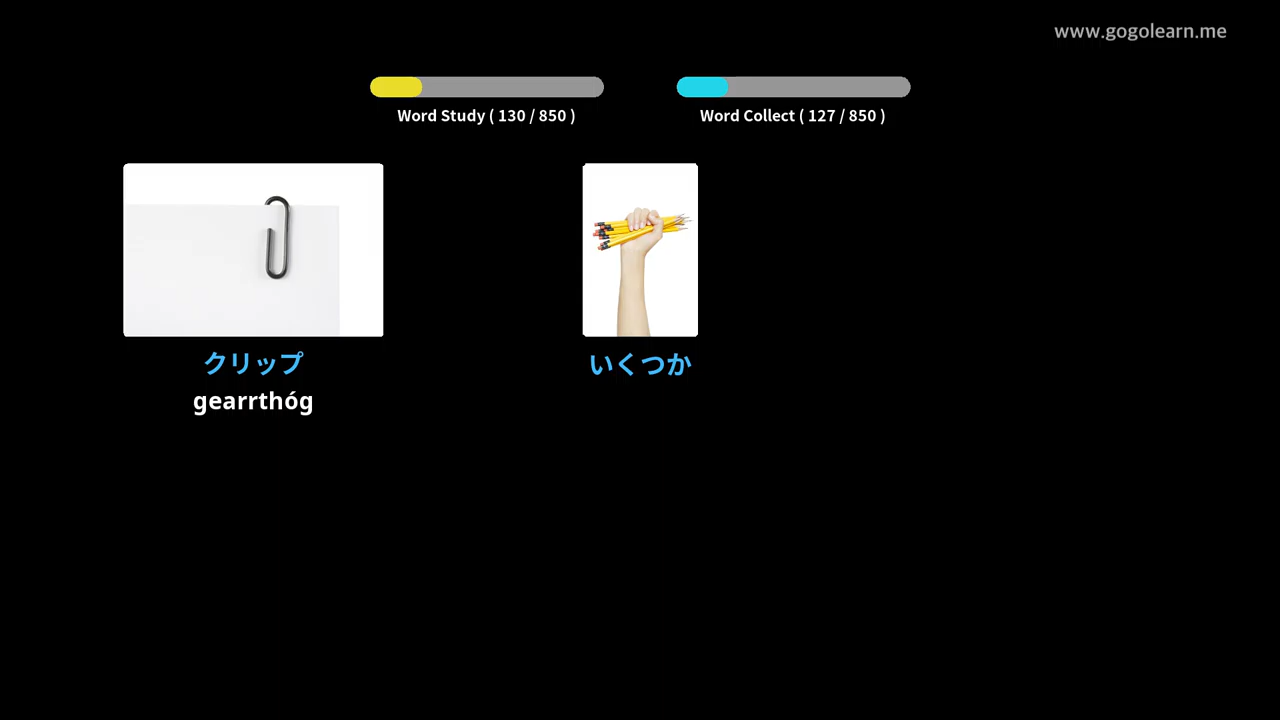 www.gogolearn.me
Word Study ( 130 / 850 )
Word Collect ( 127 / 850 )
クリップ
いくつか
gearrthóg